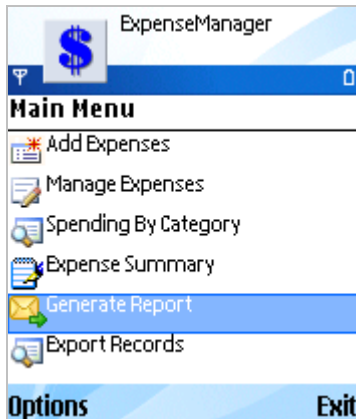 ExpenseManager
Main Menu
Add Expenses
Manage Expenses
Spending By Category
Expense Summary
Generate Report
Export Records
Options Exit